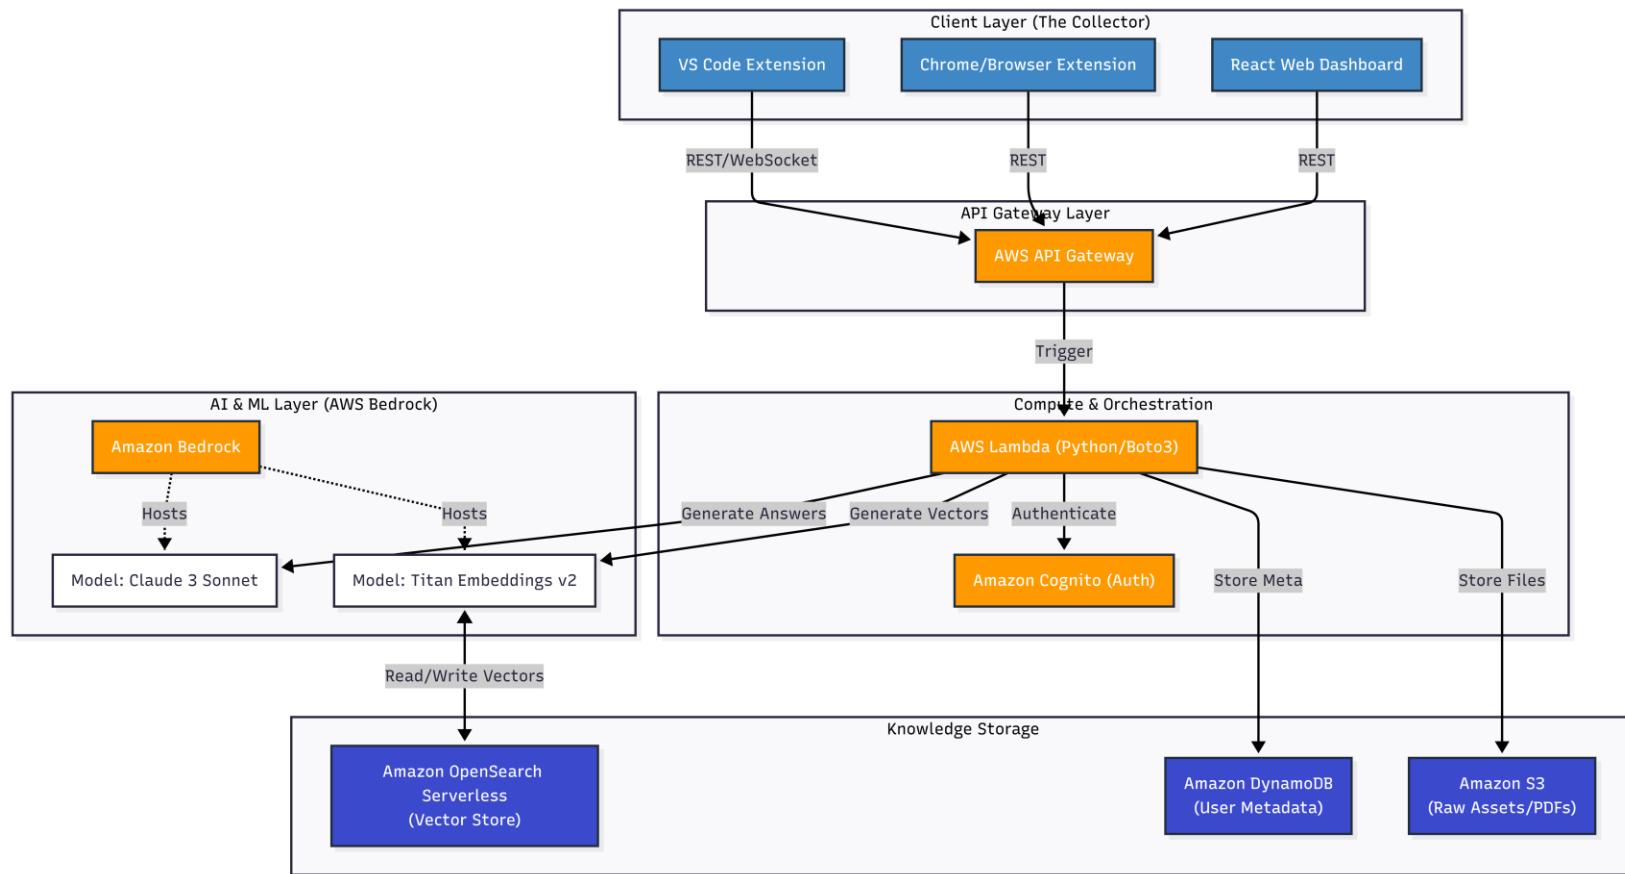 Client Layer (The Collector)
VS Code Extension
Chrome/Browser Extension
React Web Dashboard
REST/WebSocket
REST
REST
API Gateway Layer
AWS API Gateway
Trigger
AI & ML Layer (AWS Bedrock)
Compute & Orchestration
Amazon Bedrock
AWS Lambda (Python/Boto3)
Hosts
Hosts
Generate Answers
Generate Vectors
Authenticate
Model: Claude 3 Sonnet
Model: Titan Embeddings v2
Amazon Cognito (Auth)
Store Meta
Store Files
Read/Write Vectors
Knowledge Storage
Amazon OpenSearch
Serverless
(Vector Store)
Amazon DynamoDB
(User Metadata)
Amazon S3
(Raw Assets/PDFs)